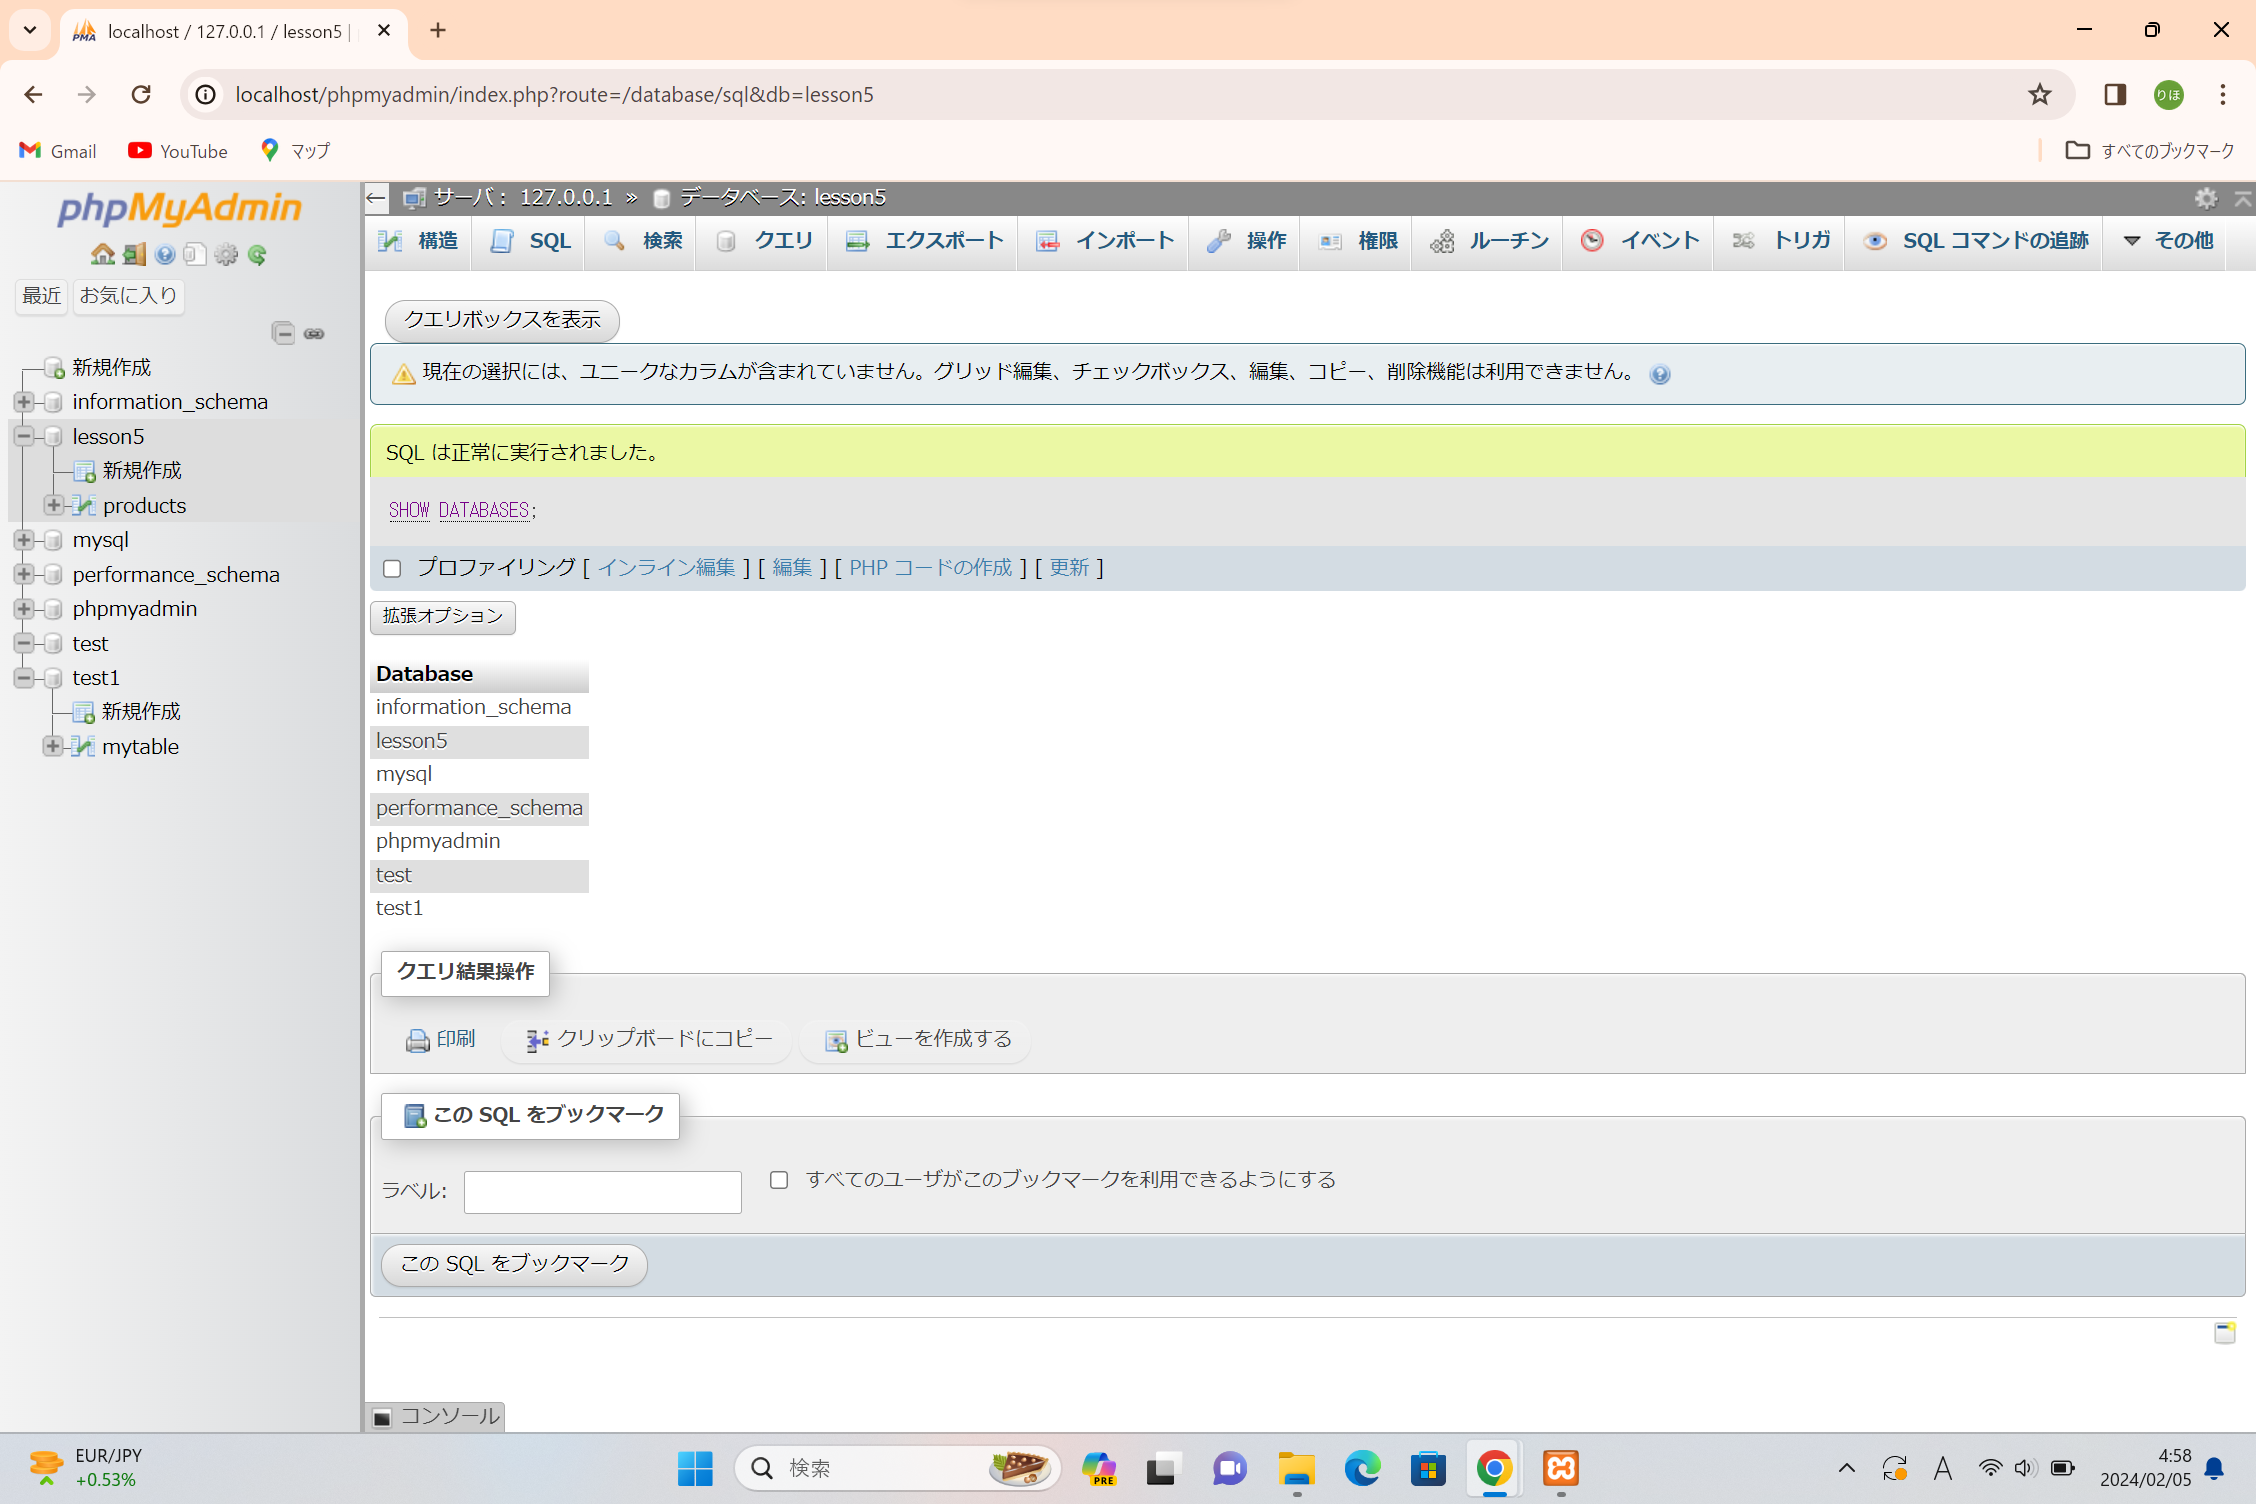 localhost / 127.0.0.1 / lesson5 |
localhost/phpmyadmin/index.php?route=/database/sql&db=lesson5
りほ
Gmail
YouTube
マップ
すべてのブックマーク
phpMyAdmin
最近 お気に入り
新規作成
information_schema
lesson5
新規作成
products
mysql
performance_schema
phpmyadmin
test
test1
新規作成
mytable
サーバ: 127.0.0.1 » データベース: lesson5
構造 SQL 検索 クエリ エクスポート インポート 操作 権限 ルーチン イベント トリガ SQL コマンドの追跡 その他
クエリボックスを表示
現在の選択には、ユニークなカラムが含まれていません。グリッド編集、チェックボックス、編集、コピー、削除機能は利用できません。
SQL は正常に実行されました。
SHOW DATABASES;
プロファイリング [ インライン編集 ] [ 編集 ] [ PHP コードの作成 ] [ 更新 ]
拡張オプション
Database
information_schema
lesson5
mysql
performance_schema
phpmyadmin
test
test1
クエリ結果操作
印刷 クリップボードにコピー ビューを作成する
この SQL をブックマーク
ラベル: すべてのユーザがこのブックマークを利用できるようにする
この SQL をブックマーク
コンソール
EUR/JPY
+0.53%
検索
PRE
A
4:58
2024/02/05